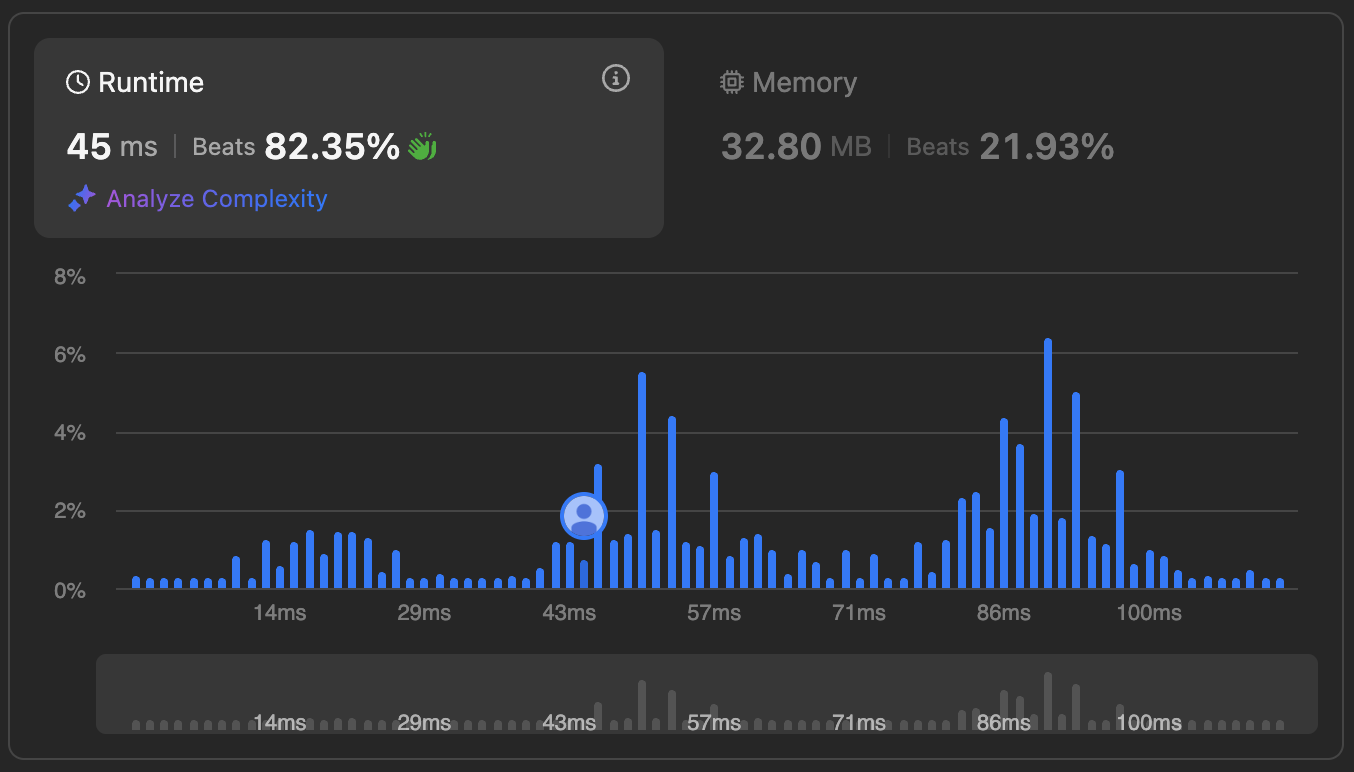 Runtime
45 ms | Beats 82.35%
Analyze Complexity
Memory
32.80 MB | Beats 21.93%
8%
6%
4%
2%
0%
14ms 29ms 43ms 57ms 71ms 86ms 100ms
14ms 29ms 43ms 57ms 71ms 86ms 100ms